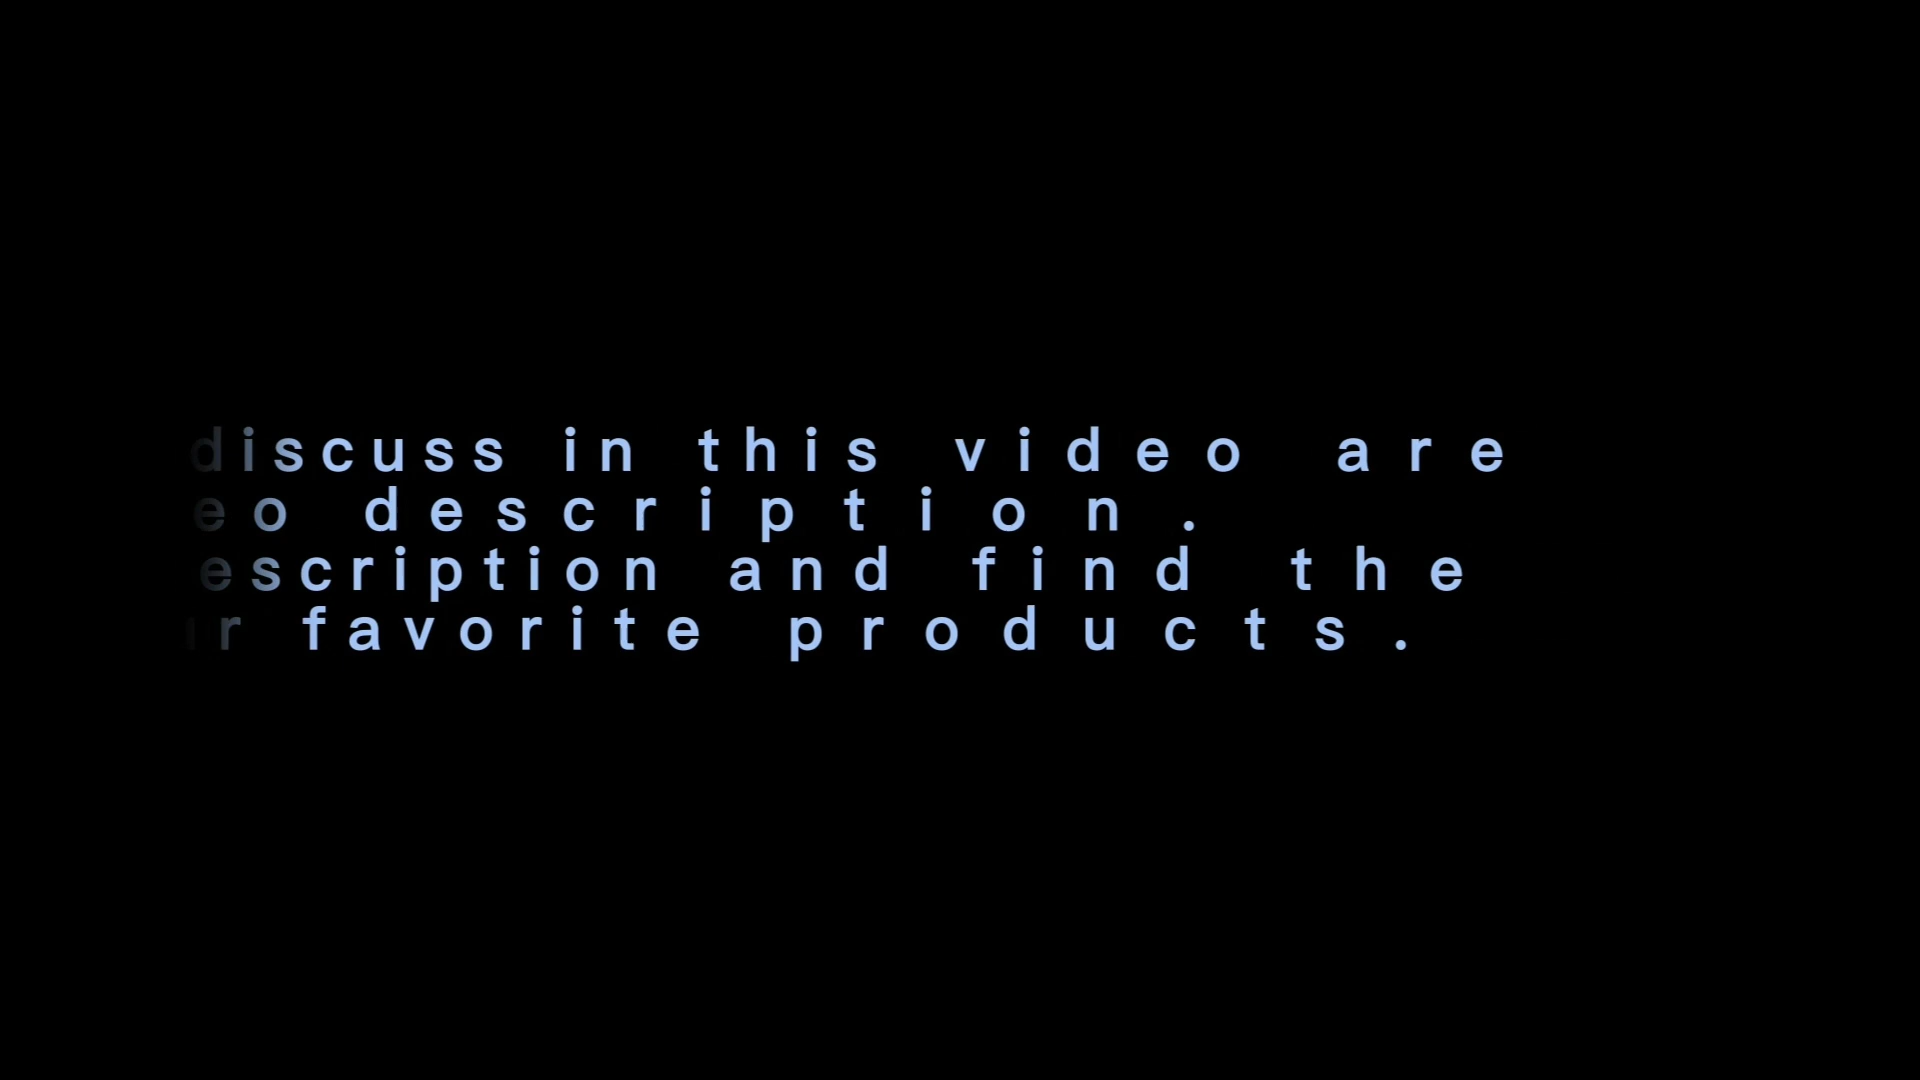 discuss in this video are
eo description.
escription and find the
r favorite products.